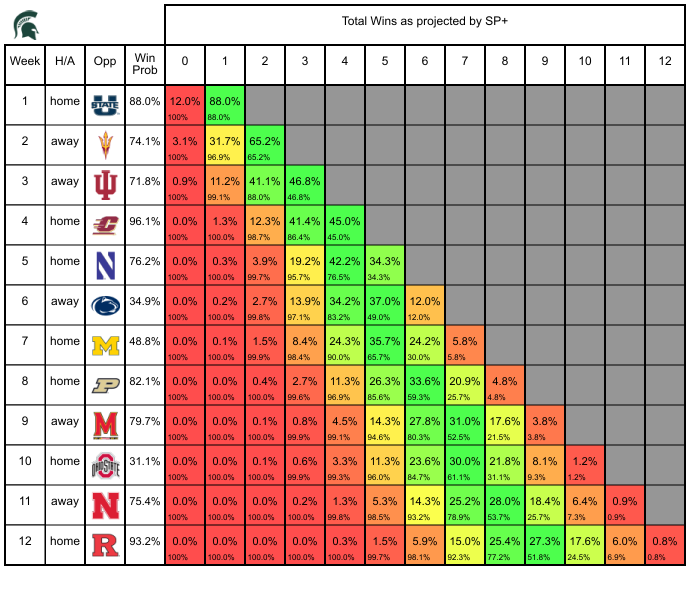 Total Wins as projected by SP+
Week H/A Opp Win Prob 0 1 2 3 4 5 6 7 8 9 10 11 12
1 home U STATE 88.0% 12.0% 88.0%
100% 88.0%
2 away 74.1% 3.1% 31.7% 65.2%
100% 96.9% 65.2%
3 away 71.8% 0.9% 11.2% 41.1% 46.8%
100% 99.1% 88.0% 46.8%
4 home C 96.1% 0.0% 1.3% 12.3% 41.4% 45.0%
100% 100.0% 98.7% 86.4% 45.0%
5 home N 76.2% 0.0% 0.3% 3.9% 19.2% 42.2% 34.3%
100% 100.0% 99.7% 95.7% 76.5% 34.3%
6 away 34.9% 0.0% 0.2% 2.7% 13.9% 34.2% 37.0% 12.0%
100% 100.0% 99.8% 97.1% 83.2% 49.0% 12.0%
7 home M 48.8% 0.0% 0.1% 1.5% 8.4% 24.3% 35.7% 24.2% 5.8%
100% 100.0% 99.9% 98.4% 90.0% 65.7% 30.0% 5.8%
8 home P 82.1% 0.0% 0.0% 0.4% 2.7% 11.3% 26.3% 33.6% 20.9% 4.8%
100% 100.0% 100.0% 99.6% 96.9% 85.6% 59.3% 25.7% 4.8%
9 away M 79.7% 0.0% 0.0% 0.1% 0.8% 4.5% 14.3% 27.8% 31.0% 17.6% 3.8%
100% 100.0% 100.0% 99.9% 99.1% 94.6% 80.3% 52.5% 21.5% 3.8%
10 home OHIO STATE 31.1% 0.0% 0.0% 0.1% 0.6% 3.3% 11.3% 23.6% 30.0% 21.8% 8.1% 1.2%
100% 100.0% 100.0% 99.9% 99.3% 96.0% 84.7% 61.1% 31.1% 9.3% 1.2%
11 away N 75.4% 0.0% 0.0% 0.0% 0.2% 1.3% 5.3% 14.3% 25.2% 28.0% 18.4% 6.4% 0.9%
100% 100.0% 100.0% 100.0% 99.8% 98.5% 93.2% 78.9% 53.7% 25.7% 7.3% 0.9%
12 home R 93.2% 0.0% 0.0% 0.0% 0.0% 0.3% 1.5% 5.9% 15.0% 25.4% 27.3% 17.6% 6.0% 0.8%
100% 100.0% 100.0% 100.0% 100.0% 99.7% 98.1% 92.3% 77.2% 51.8% 24.5% 6.9% 0.8%